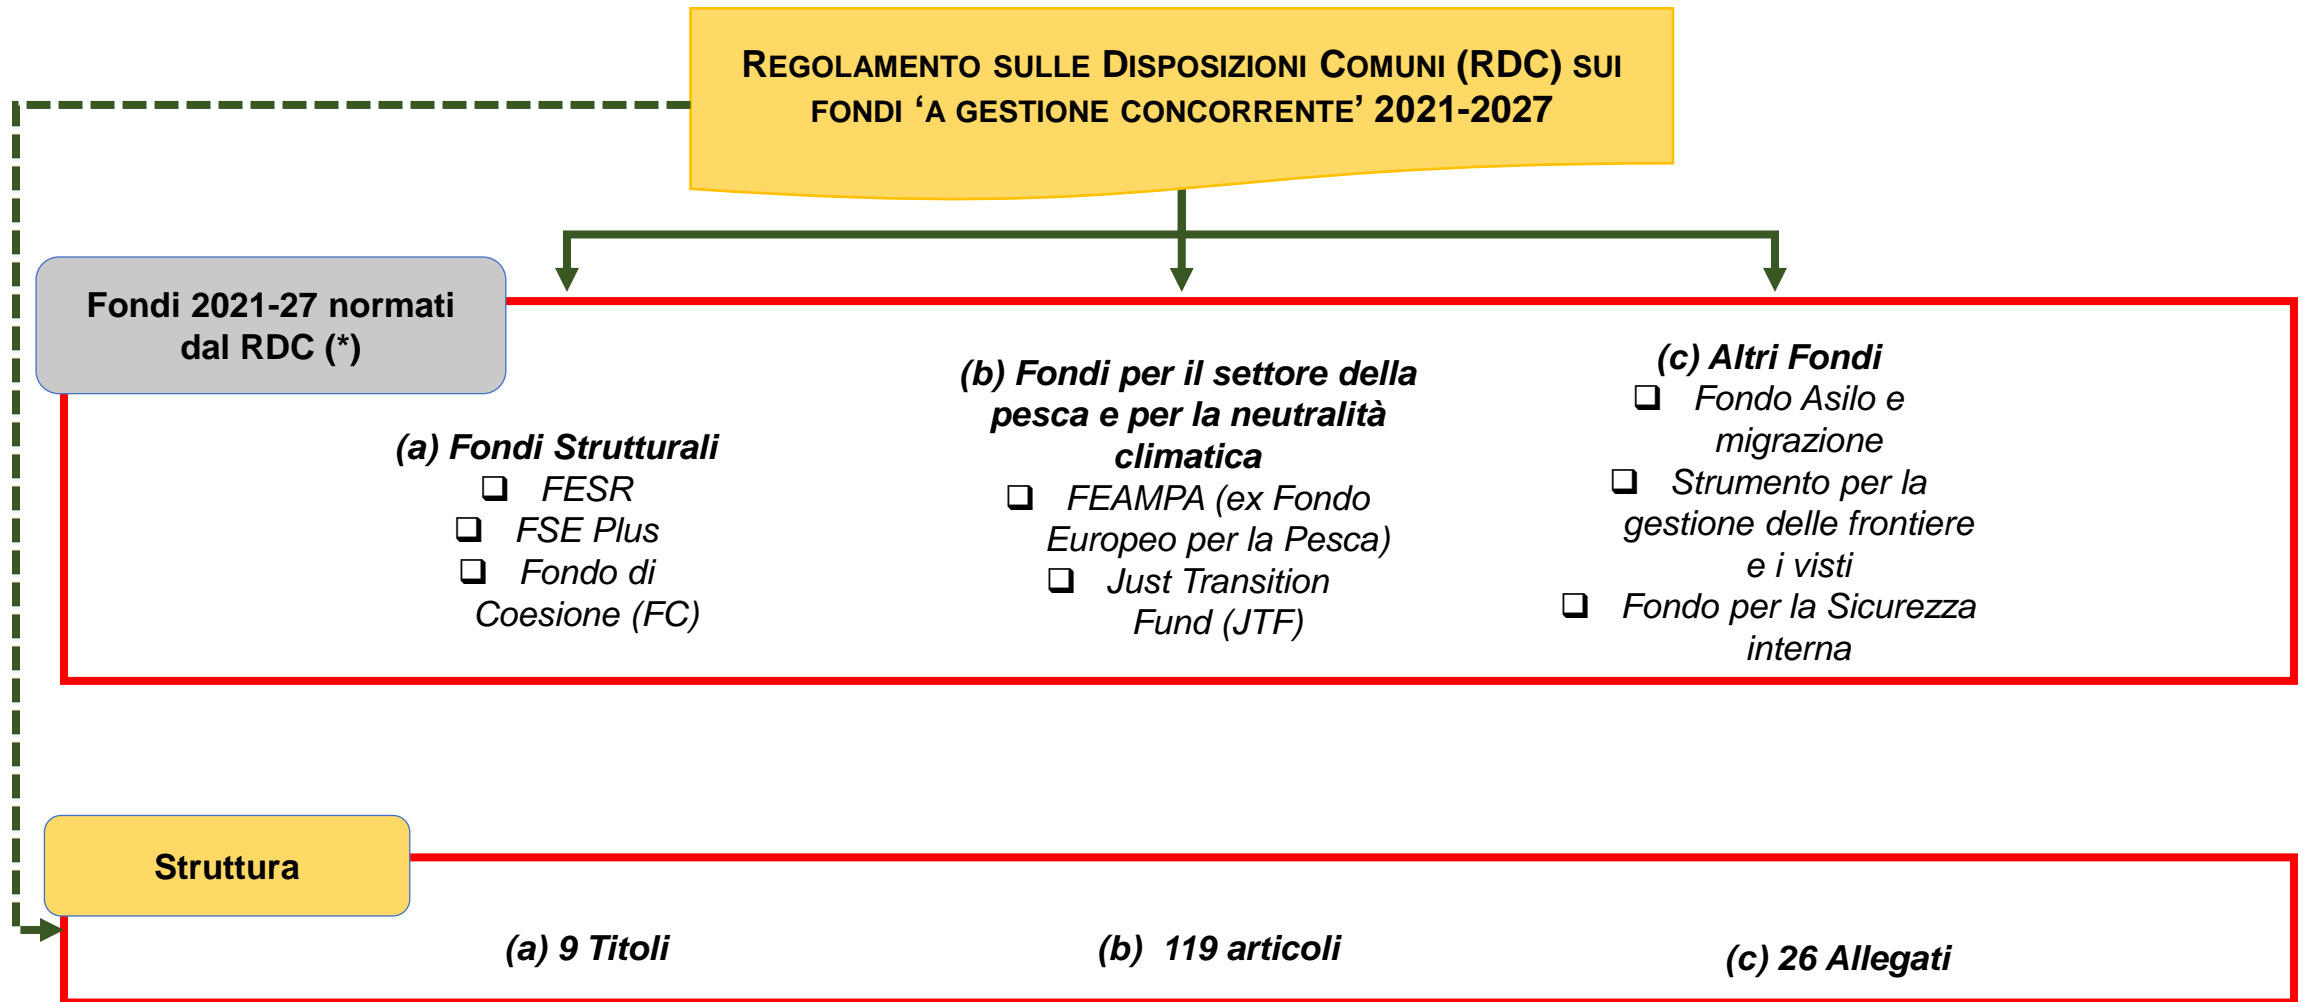 REGOLAMENTO SULLE DISPOSIZIONI COMUNI (RDC) SUI
FONDI ‘A GESTIONE CONCORRENTE’ 2021-2027
Fondi 2021-27 normati
dal RDC (*)
(a) Fondi Strutturali
❑ FESR
❑ FSE Plus
❑ Fondo di
Coesione (FC)
(b) Fondi per il settore della
pesca e per la neutralità
climatica
❑ FEAMPA (ex Fondo
Europeo per la Pesca)
❑ Just Transition
Fund (JTF)
(c) Altri Fondi
❑ Fondo Asilo e
migrazione
❑ Strumento per la
gestione delle frontiere
e i visti
❑ Fondo per la Sicurezza
interna
Struttura
(a) 9 Titoli
(b) 119 articoli
(c) 26 Allegati